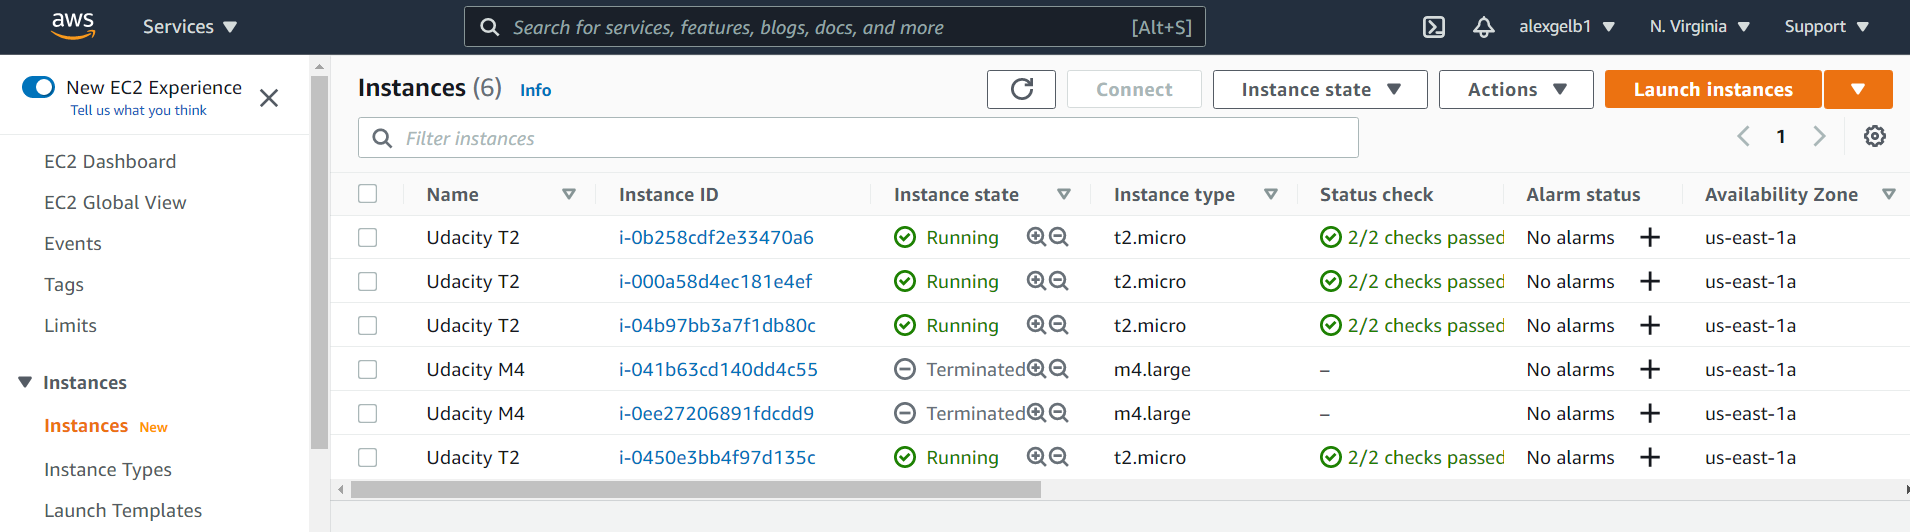 aws Services Search for services, features, blogs, docs, and more [Alt+S] alexgelb1 N. Virginia Support
New EC2 Experience
Tell us what you think
EC2 Dashboard
EC2 Global View
Events
Tags
Limits
Instances
Instances New
Instance Types
Launch Templates
Instances (6) Info Connect Instance state Actions Launch instances
Filter instances 1
Name Instance ID Instance state Instance type Status check Alarm status Availability Zone
Udacity T2 i-0b258cdf2e33470a6 Running t2.micro 2/2 checks passed No alarms + us-east-1a
Udacity T2 i-000a58d4ec181e4ef Running t2.micro 2/2 checks passed No alarms + us-east-1a
Udacity T2 i-04b97bb3a7f1db80c Running t2.micro 2/2 checks passed No alarms + us-east-1a
Udacity M4 i-041b63cd140dd4c55 Terminated m4.large – No alarms + us-east-1a
Udacity M4 i-0ee27206891fdcdd9 Terminated m4.large – No alarms + us-east-1a
Udacity T2 i-0450e3bb4f97d135c Running t2.micro 2/2 checks passed No alarms + us-east-1a